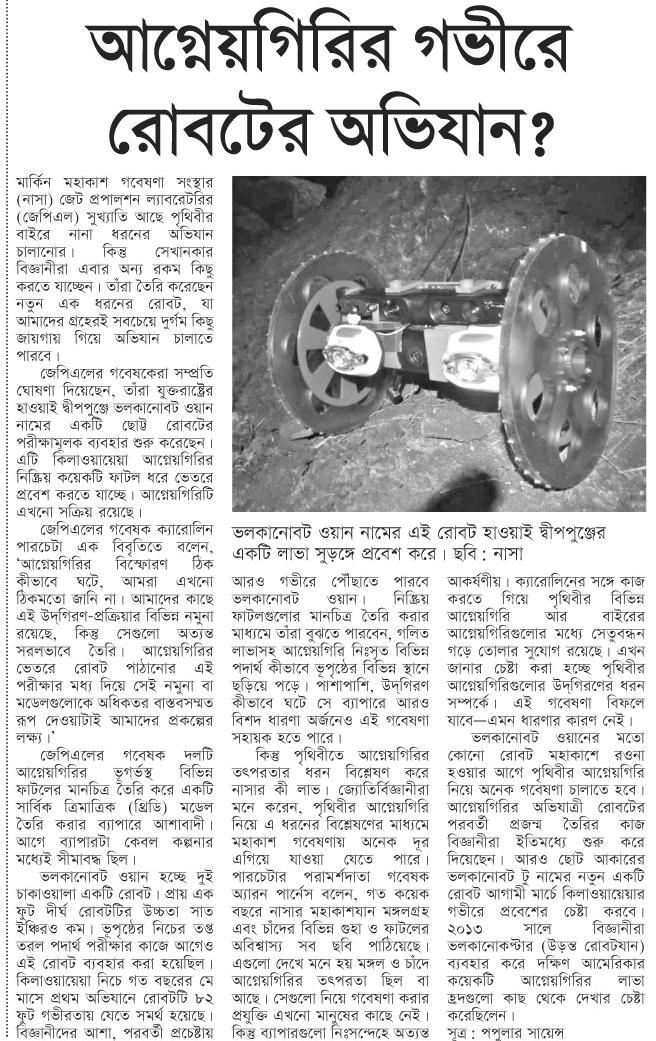 আগ্নেয়গিরির গভীরে
রোবটের অভিযান?
মার্কিন মহাকাশ গবেষণা সংস্থার
(নাসা) জেট প্রপালশন ল্যাবরেটরির
(জেপিএল) সুখ্যাতি আছে পৃথিবীর
বাইরে নানা ধরনের অভিযান
চালানোর। কিন্তু সেখানকার
বিজ্ঞানীরা এবার অন্য রকম কিছু
করতে যাচ্ছেন। তাঁরা তৈরি করেছেন
নতুন এক ধরনের রোবট, যা
আমাদের গ্রহেরই সবচেয়ে দুর্গম কিছু
জায়গায় গিয়ে অভিযান চালাতে
পারবে।
জেপিএলের গবেষকেরা সম্প্রতি
ঘোষণা দিয়েছেন, তাঁরা যুক্তরাষ্ট্রের
হাওয়াই দ্বীপপুঞ্জে ভলকানোবট ওয়ান
নামের একটি ছোট্ট রোবটের
পরীক্ষামূলক ব্যবহার শুরু করেছেন।
এটি কিলাওয়ায়েয়া আগ্নেয়গিরির
নিষ্ক্রিয় কয়েকটি ফাটল ধরে ভেতরে
প্রবেশ করতে যাচ্ছে। আগ্নেয়গিরিটি
এখনো সক্রিয় রয়েছে।
জেপিএলের গবেষক ক্যারোলিন
পারচেটা এক বিবৃতিতে বলেন,
‘আগ্নেয়গিরির বিস্ফোরণ ঠিক
কীভাবে ঘটে, আমরা এখনো
ঠিকমতো জানি না। আমাদের কাছে
এই উদ্‌গিরণ-প্রক্রিয়ার বিভিন্ন নমুনা
রয়েছে, কিন্তু সেগুলো অত্যন্ত
সরলভাবে তৈরি। আগ্নেয়গিরির
ভেতরে রোবট পাঠানোর এই
পরীক্ষার মধ্য দিয়ে সেই নমুনা বা
মডেলগুলোকে অধিকতর বাস্তবসম্মত
রূপ দেওয়াটাই আমাদের প্রকল্পের
লক্ষ্য।’
জেপিএলের গবেষক দলটি
আগ্নেয়গিরির ভূগর্ভস্থ বিভিন্ন
ফাটলের মানচিত্র তৈরি করে একটি
সার্বিক ত্রিমাত্রিক (থ্রিডি) মডেল
তৈরি করার ব্যাপারে আশাবাদী।
আগে ব্যাপারটা কেবল কল্পনার
মধ্যেই সীমাবদ্ধ ছিল।
ভলকানোবট ওয়ান হচ্ছে দুই
চাকাওয়ালা একটি রোবট। প্রায় এক
ফুট দীর্ঘ রোবটটির উচ্চতা সাত
ইঞ্চিরও কম। ভূপৃষ্ঠের নিচের তপ্ত
তরল পদার্থ পরীক্ষার কাজে আগেও
এই রোবট ব্যবহার করা হয়েছিল।
কিলাওয়ায়েয়া নিচে গত বছরের মে
মাসে প্রথম অভিযানে রোবটটি ৮২
ফুট গভীরতায় যেতে সমর্থ হয়েছে।
বিজ্ঞানীদের আশা, পরবর্তী প্রচেষ্টায়
ভলকানোবট ওয়ান নামের এই রোবট হাওয়াই দ্বীপপুঞ্জের
একটি লাভা সুড়ঙ্গে প্রবেশ করে। ছবি : নাসা
আরও গভীরে পৌঁছাতে পারবে
ভলকানোবট ওয়ান। নিষ্ক্রিয়
ফাটলগুলোর মানচিত্র তৈরি করার
মাধ্যমে তাঁরা বুঝতে পারবেন, গলিত
লাভাসহ আগ্নেয়গিরি নিঃসৃত বিভিন্ন
পদার্থ কীভাবে ভূপৃষ্ঠের বিভিন্ন স্থানে
ছড়িয়ে পড়ে। পাশাপাশি, উদ্‌গিরণ
কীভাবে ঘটে সে ব্যাপারে আরও
বিশদ ধারণা অর্জনেও এই গবেষণা
সহায়ক হতে পারে।
কিন্তু পৃথিবীতে আগ্নেয়গিরির
তৎপরতার ধরন বিশ্লেষণ করে
নাসার কী লাভ। জ্যোতির্বিজ্ঞানীরা
মনে করেন, পৃথিবীর আগ্নেয়গিরি
নিয়ে এ ধরনের বিশ্লেষণের মাধ্যমে
মহাকাশ গবেষণায় অনেক দূর
এগিয়ে যাওয়া যেতে পারে।
পারচেটার পরামর্শদাতা গবেষক
অ্যারন পার্নেস বলেন, গত কয়েক
বছরে নাসার মহাকাশযান মঙ্গলগ্রহ
এবং চাঁদের বিভিন্ন গুহা ও ফাটলের
অবিশ্বাস্য সব ছবি পাঠিয়েছে।
এগুলো দেখে মনে হয় মঙ্গল ও চাঁদে
আগ্নেয়গিরির তৎপরতা ছিল বা
আছে। সেগুলো নিয়ে গবেষণা করার
প্রযুক্তি এখনো মানুষের কাছে নেই।
কিন্তু ব্যাপারগুলো নিঃসন্দেহে অত্যন্ত
আকর্ষণীয়। ক্যারোলিনের সঙ্গে কাজ
করতে গিয়ে পৃথিবীর বিভিন্ন
আগ্নেয়গিরি আর বাইরের
আগ্নেয়গিরিগুলোর মধ্যে সেতুবন্ধন
গড়ে তোলার সুযোগ রয়েছে। এখন
জানার চেষ্টা করা হচ্ছে পৃথিবীর
আগ্নেয়গিরিগুলোর উদ্‌গিরণের ধরন
সম্পর্কে। এই গবেষণা বিফলে
যাবে—এমন ধারণার কারণ নেই।
ভলকানোবট ওয়ানের মতো
কোনো রোবট মহাকাশে রওনা
হওয়ার আগে পৃথিবীর আগ্নেয়গিরি
নিয়ে অনেক গবেষণা চালাতে হবে।
আগ্নেয়গিরির অভিযাত্রী রোবটের
পরবর্তী প্রজন্ম তৈরির কাজ
বিজ্ঞানীরা ইতিমধ্যে শুরু করে
দিয়েছেন। আরও ছোট আকারের
ভলকানোবট টু নামের নতুন একটি
রোবট আগামী মার্চে কিলাওয়ায়েয়ার
গভীরে প্রবেশের চেষ্টা করবে।
২০১৩ সালে বিজ্ঞানীরা
ভলকানোকপ্টার (উড়ন্ত রোবটযান)
ব্যবহার করে দক্ষিণ আমেরিকার
কয়েকটি আগ্নেয়গিরির লাভা
হ্রদগুলো কাছ থেকে দেখার চেষ্টা
করেছিলেন।
সূত্র : পপুলার সায়েন্স